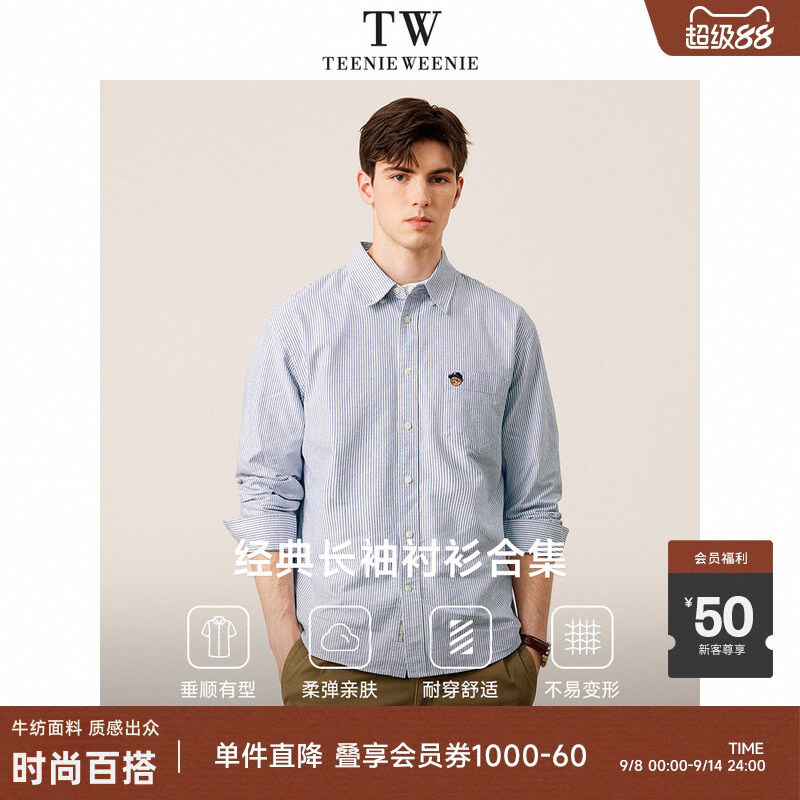 TW
TEENIE WEENIE
超级88
经典长袖衬衫合集
垂顺有型
柔弹亲肤
耐穿舒适
不易变形
会员福利
¥50
新客尊享
牛纺面料 质感出众
时尚百搭
单件直降 叠享会员券1000-60
TIME
9/8 00:00-9/14 24:00